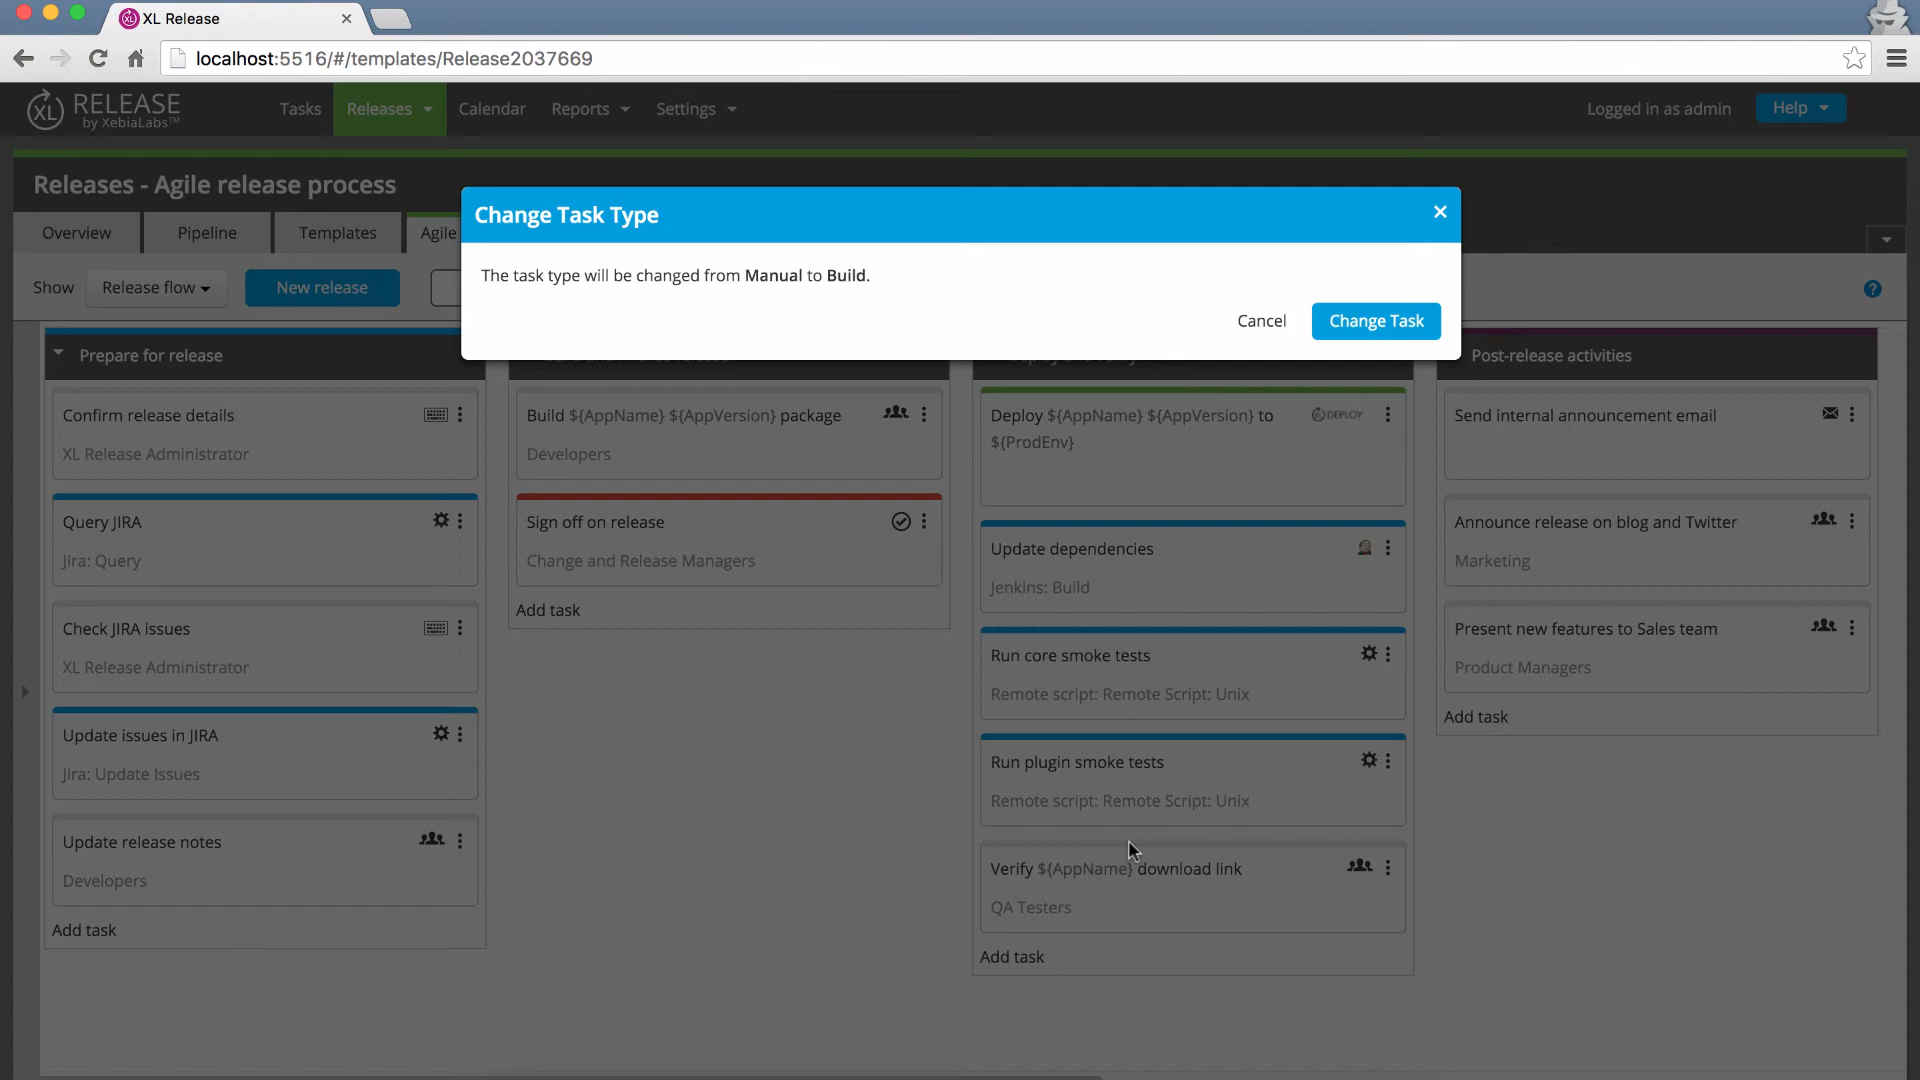 XL Release
localhost:5516/#/templates/Release2037669
XL RELEASE
by XebiaLabs™
Tasks
Releases
Calendar
Reports
Settings
Logged in as admin
Help
Releases - Agile release process
Overview
Pipeline
Templates
Agile
Show
Release flow
New release
Change Task Type
The task type will be changed from Manual to Build.
Cancel
Change Task
Prepare for release
Confirm release details
XL Release Administrator
Query JIRA
Jira: Query
Check JIRA issues
XL Release Administrator
Update issues in JIRA
Jira: Update Issues
Update release notes
Developers
Add task
Build ${AppName} ${AppVersion} package
Developers
Sign off on release
Change and Release Managers
Add task
Deploy ${AppName} ${AppVersion} to
${ProdEnv}
DEPLOY
Update dependencies
Jenkins: Build
Run core smoke tests
Remote script: Remote Script: Unix
Run plugin smoke tests
Remote script: Remote Script: Unix
Verify ${AppName} download link
QA Testers
Add task
Post-release activities
Send internal announcement email
Announce release on blog and Twitter
Marketing
Present new features to Sales team
Product Managers
Add task